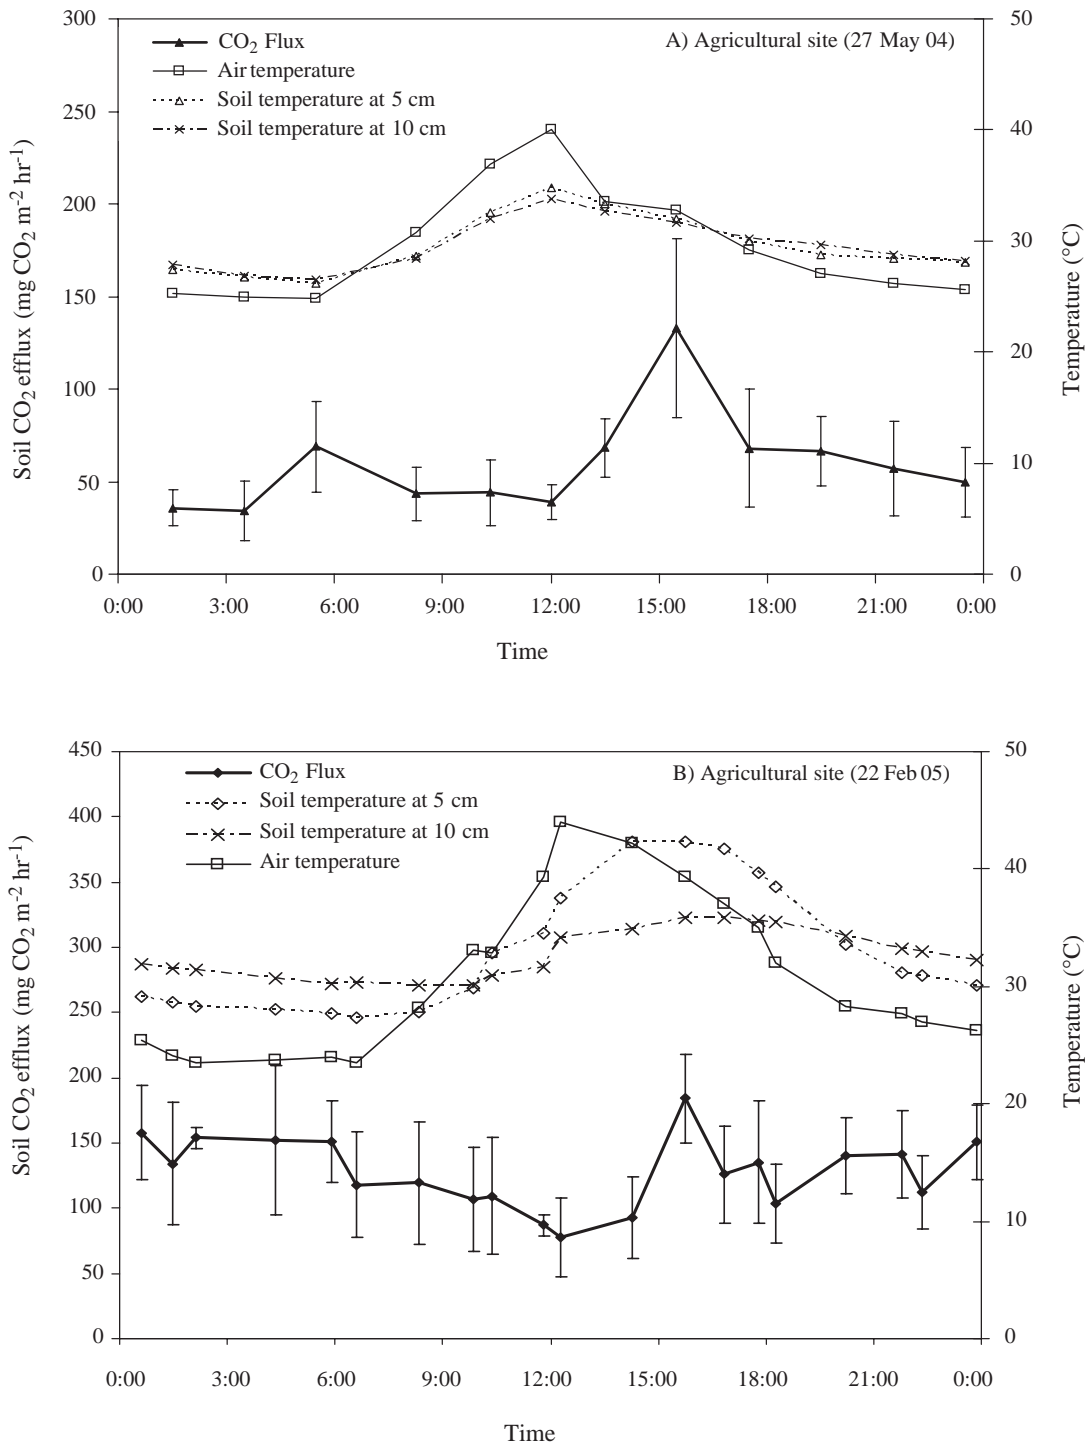 A) Agricultural site (27 May 04)
CO2 Flux
Air temperature
Soil temperature at 5 cm
Soil temperature at 10 cm
Soil CO2 efflux (mg CO2 m-2 hr-1)
300
250
200
150
100
50
0
Temperature (°C)
50
40
30
20
10
0
0:00 3:00 6:00 9:00 12:00 15:00 18:00 21:00 0:00
Time
B) Agricultural site (22 Feb 05)
CO2 Flux
Soil temperature at 5 cm
Soil temperature at 10 cm
Air temperature
Soil CO2 efflux (mg CO2 m-2 hr-1)
450
400
350
300
250
200
150
100
50
0
Temperature (°C)
50
40
30
20
10
0
0:00 3:00 6:00 9:00 12:00 15:00 18:00 21:00 0:00
Time